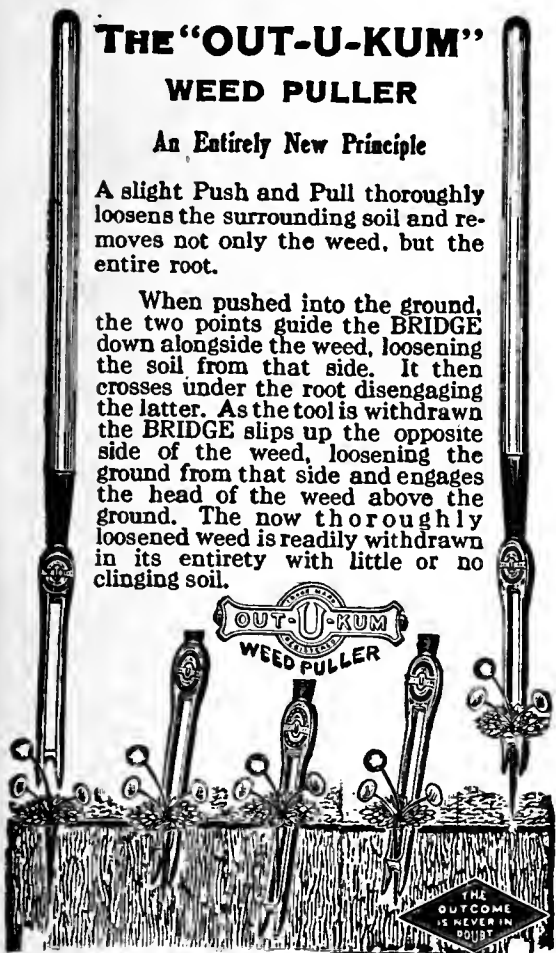 THE "OUT-U-KUM"
WEED PULLER
An Entirely New Principle
A slight Push and Pull thoroughly
loosens the surrounding soil and re-
moves not only the weed, but the
entire root.
When pushed into the ground,
the two points guide the BRIDGE
down alongside the weed, loosening
the soil from that side. It then
crosses under the root disengaging
the latter. As the tool is withdrawn
the BRIDGE slips up the opposite
side of the weed, loosening the
ground from that side and engages
the head of the weed above the
ground. The now thoroughly
loosened weed is readily withdrawn
in its entirety with little or no
clinging soil.
TRADE MARK
OUT-U-KUM
REGISTERED
WEED PULLER
THE
OUTCOME
IS NEVER IN
DOUBT